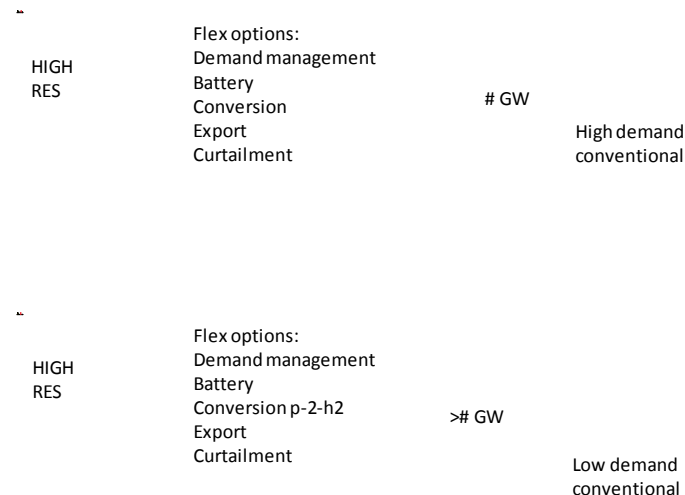 Flex options:
HIGH
RES
Demand management
Battery
Conversion
Export
Curtailment
# GW
High demand
conventional
Flex options:
HIGH
RES
Demand management
Battery
Conversion p-2-h2
Export
Curtailment
># GW
Low demand
conventional